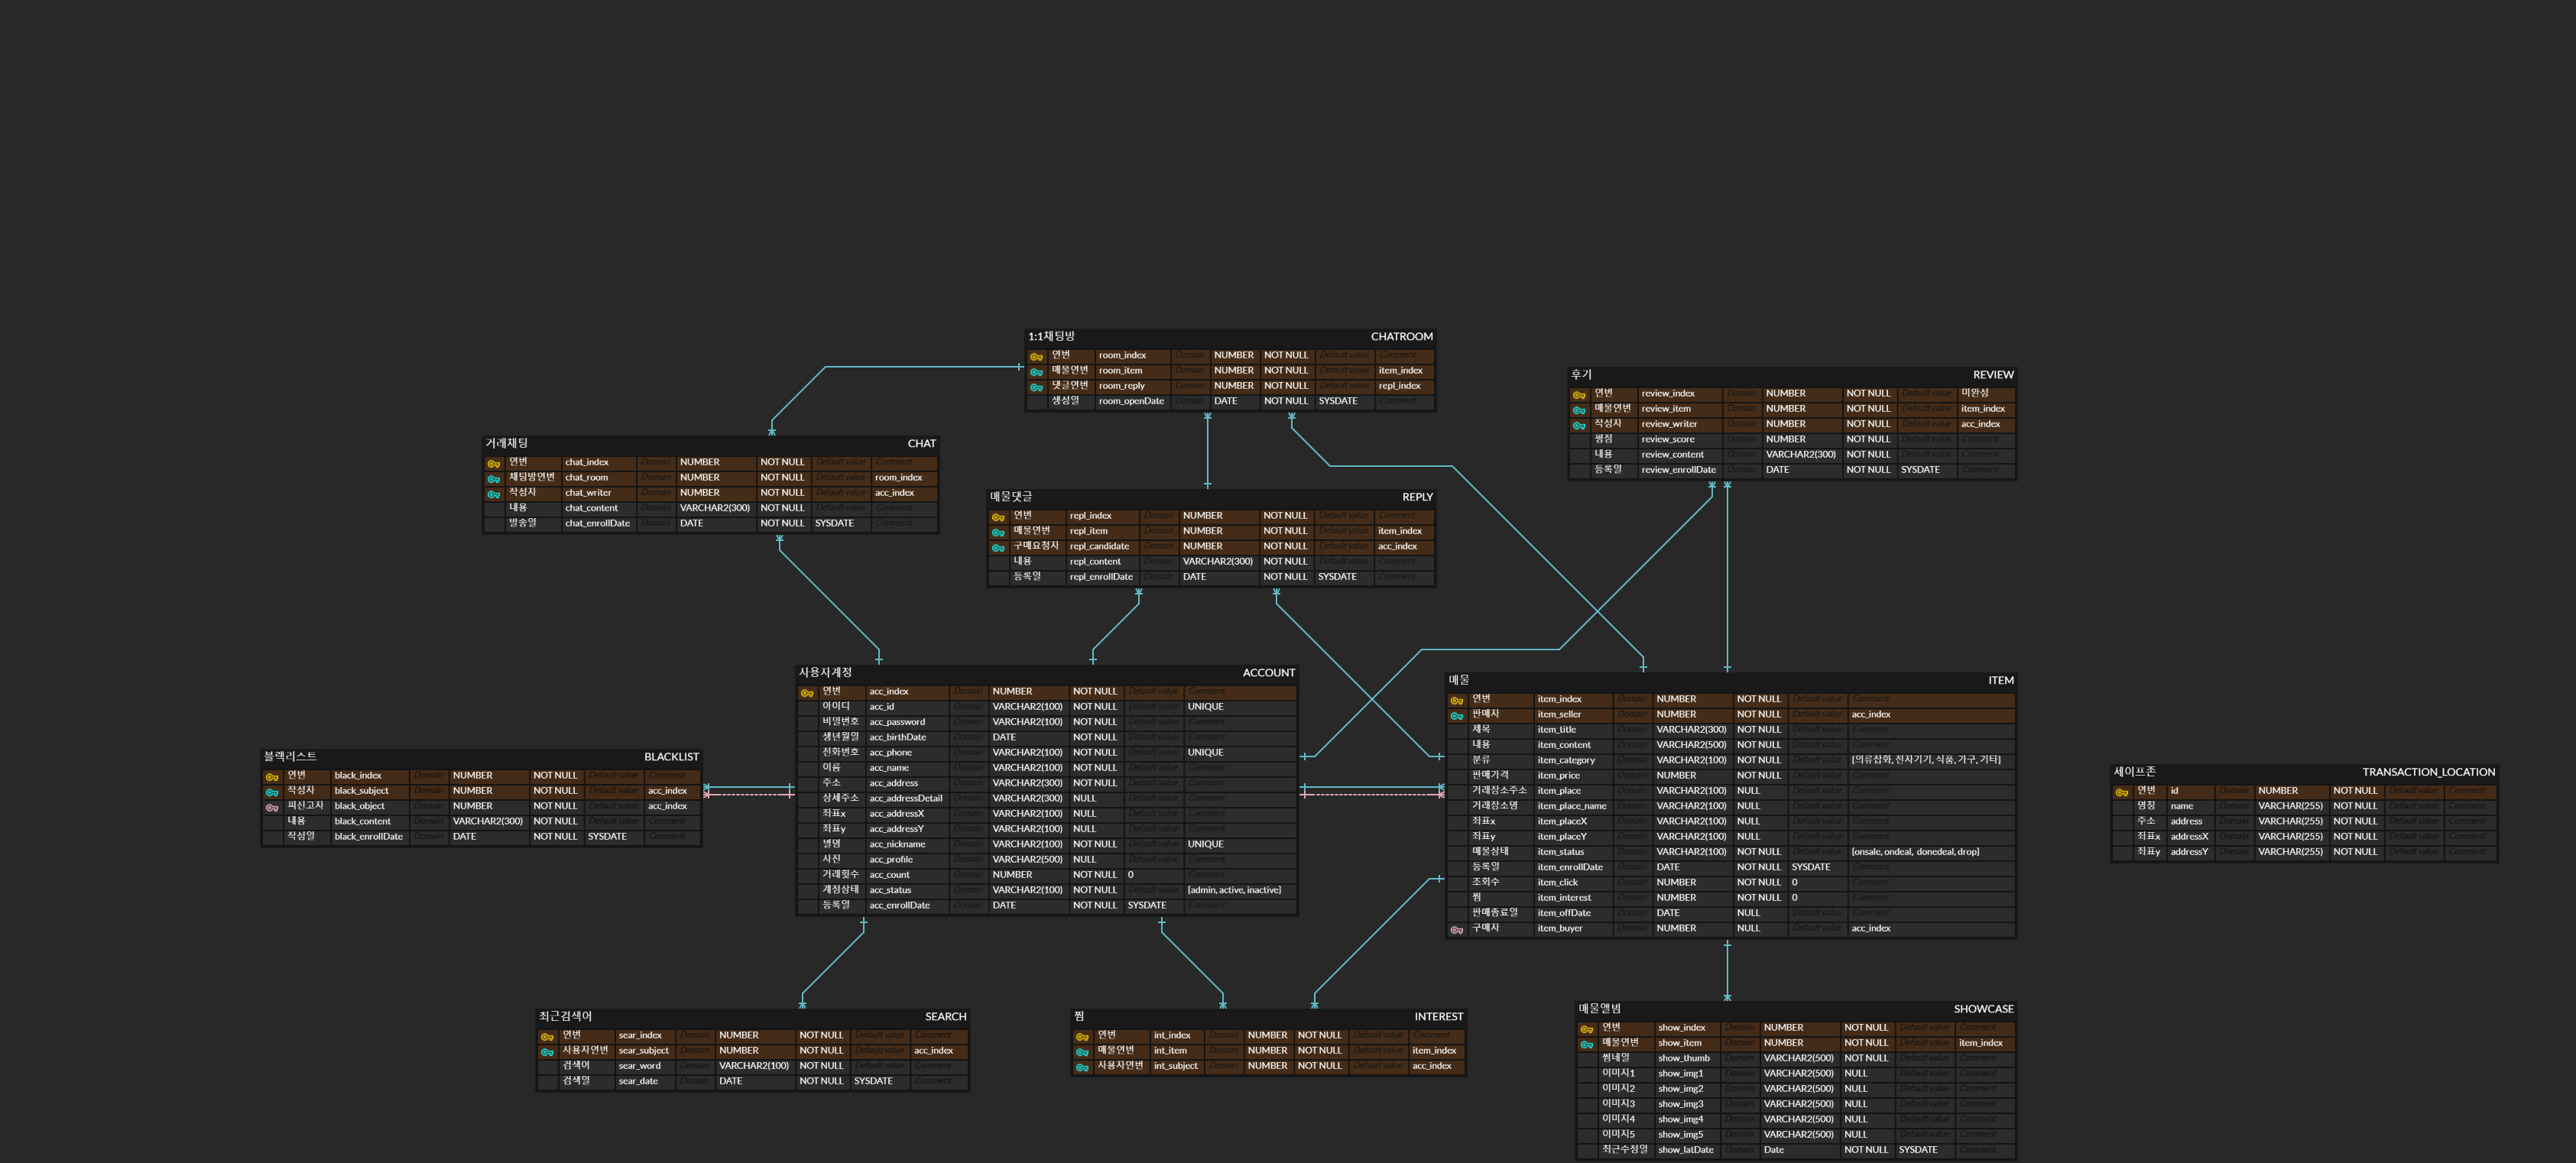 1:1채팅방 CHATROOM
연번 room_index Domain NUMBER NOT NULL Default value Comment
매물연번 room_item Domain NUMBER NOT NULL Default value item_index
댓글연번 room_reply Domain NUMBER NOT NULL Default value repl_index
생성일 room_openDate Domain DATE NOT NULL SYSDATE Comment
후기 REVIEW
연번 review_index Domain NUMBER NOT NULL Default value 미완성
매물연번 review_item Domain NUMBER NOT NULL Default value item_index
작성자 review_writer Domain NUMBER NOT NULL Default value acc_index
평점 review_score Domain NUMBER NOT NULL Default value Comment
내용 review_content Domain VARCHAR2(300) NOT NULL Default value Comment
등록일 review_enrollDate Domain DATE NOT NULL SYSDATE Comment
거래채팅 CHAT
연번 chat_index Domain NUMBER NOT NULL Default value Comment
채팅방연번 chat_room Domain NUMBER NOT NULL Default value room_index
작성자 chat_writer Domain NUMBER NOT NULL Default value acc_index
내용 chat_content Domain VARCHAR2(300) NOT NULL Default value Comment
발송일 chat_enrollDate Domain DATE NOT NULL SYSDATE Comment
매물댓글 REPLY
연번 repl_index Domain NUMBER NOT NULL Default value Comment
매물연번 repl_item Domain NUMBER NOT NULL Default value item_index
구매요청자 repl_candidate Domain NUMBER NOT NULL Default value acc_index
내용 repl_content Domain VARCHAR2(300) NOT NULL Default value Comment
등록일 repl_enrollDate Domain DATE NOT NULL SYSDATE Comment
사용자계정 ACCOUNT
연번 acc_index Domain NUMBER NOT NULL Default value Comment
아이디 acc_id Domain VARCHAR2(100) NOT NULL Default value UNIQUE
비밀번호 acc_password Domain VARCHAR2(100) NOT NULL Default value Comment
생년월일 acc_birthDate Domain DATE NOT NULL Default value Comment
전화번호 acc_phone Domain VARCHAR2(100) NOT NULL Default value UNIQUE
이름 acc_name Domain VARCHAR2(100) NOT NULL Default value Comment
주소 acc_address Domain VARCHAR2(300) NOT NULL Default value Comment
상세주소 acc_addressDetail Domain VARCHAR2(300) NULL Default value Comment
좌표x acc_addressX Domain VARCHAR2(100) NULL Default value Comment
좌표y acc_addressY Domain VARCHAR2(100) NULL Default value Comment
별명 acc_nickname Domain VARCHAR2(100) NOT NULL Default value UNIQUE
사진 acc_profile Domain VARCHAR2(500) NULL Default value Comment
거래횟수 acc_count Domain NUMBER NOT NULL 0 Comment
계정상태 acc_status Domain VARCHAR2(100) NOT NULL Default value [admin, active, inactive]
등록일 acc_enrollDate Domain DATE NOT NULL SYSDATE Comment
매물 ITEM
연번 item_index Domain NUMBER NOT NULL Default value Comment
판매자 item_seller Domain NUMBER NOT NULL Default value acc_index
제목 item_title Domain VARCHAR2(300) NOT NULL Default value Comment
내용 item_content Domain VARCHAR2(500) NOT NULL Default value Comment
분류 item_category Domain VARCHAR2(100) NOT NULL Default value [의류잡화, 전자기기, 식품, 가구, 기타]
판매가격 item_price Domain NUMBER NOT NULL Default value Comment
거래장소주소 item_place Domain VARCHAR2(100) NULL Default value Comment
거래장소명 item_place_name Domain VARCHAR2(100) NULL Default value Comment
좌표x item_placeX Domain VARCHAR2(100) NULL Default value Comment
좌표y item_placeY Domain VARCHAR2(100) NULL Default value Comment
매물상태 item_status Domain VARCHAR2(100) NOT NULL Default value [onsale, ondeal, donedeal, drop]
등록일 item_enrollDate Domain DATE NOT NULL SYSDATE Comment
조회수 item_click Domain NUMBER NOT NULL 0 Comment
찜 item_interest Domain NUMBER NOT NULL 0 Comment
판매종료일 item_offDate Domain DATE NULL Default value Comment
구매자 item_buyer Domain NUMBER NULL Default value acc_index
블랙리스트 BLACKLIST
연번 black_index Domain NUMBER NOT NULL Default value Comment
작성자 black_subject Domain NUMBER NOT NULL Default value acc_index
피신고자 black_object Domain NUMBER NOT NULL Default value acc_index
내용 black_content Domain VARCHAR2(300) NOT NULL Default value Comment
작성일 black_enrollDate Domain DATE NOT NULL SYSDATE Comment
세이프존 TRANSACTION_LOCATION
연번 id Domain NUMBER NOT NULL Default value Comment
명칭 name Domain VARCHAR(255) NOT NULL Default value Comment
주소 address Domain VARCHAR(255) NOT NULL Default value Comment
좌표x addressX Domain VARCHAR(255) NOT NULL Default value Comment
좌표y addressY Domain VARCHAR(255) NOT NULL Default value Comment
최근검색어 SEARCH
연번 sear_index Domain NUMBER NOT NULL Default value Comment
사용자연번 sear_subject Domain NUMBER NOT NULL Default value acc_index
검색어 sear_word Domain VARCHAR2(100) NOT NULL Default value Comment
검색일 sear_date Domain DATE NOT NULL SYSDATE Comment
찜 INTEREST
연번 int_index Domain NUMBER NOT NULL Default value Comment
매물연번 int_item Domain NUMBER NOT NULL Default value item_index
사용자연번 int_subject Domain NUMBER NOT NULL Default value acc_index
매물앨범 SHOWCASE
연번 show_index Domain NUMBER NOT NULL Default value Comment
매물연번 show_item Domain NUMBER NOT NULL Default value item_index
썸네일 show_thumb Domain VARCHAR2(500) NOT NULL Default value Comment
이미지1 show_img1 Domain VARCHAR2(500) NULL Default value Comment
이미지2 show_img2 Domain VARCHAR2(500) NULL Default value Comment
이미지3 show_img3 Domain VARCHAR2(500) NULL Default value Comment
이미지4 show_img4 Domain VARCHAR2(500) NULL Default value Comment
이미지5 show_img5 Domain VARCHAR2(500) NULL Default value Comment
최근수정일 show_latDate Domain Date NOT NULL SYSDATE Comment